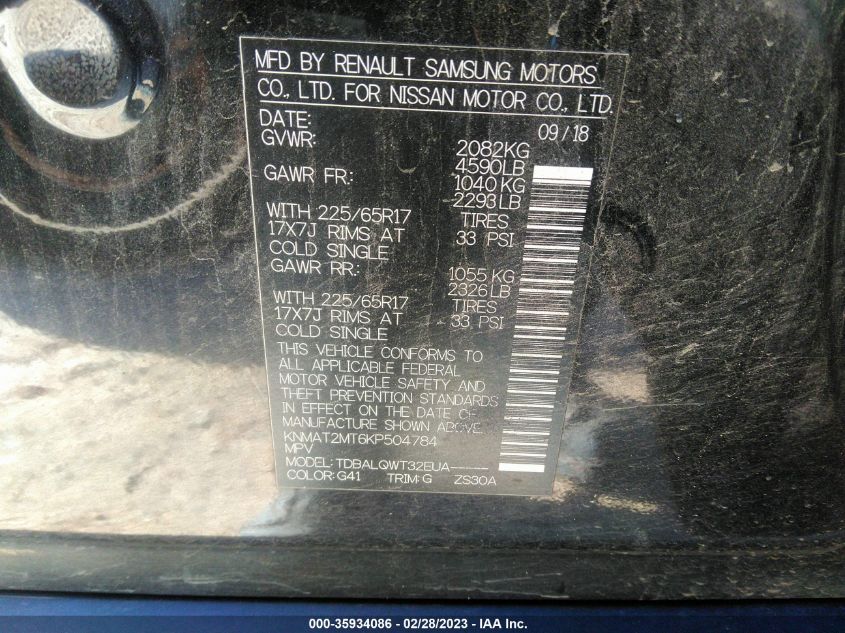 MFD BY RENAULT SAMSUNG MOTORS
CO., LTD. FOR NISSAN MOTOR CO., LTD.
DATE: 09/18
GVWR: 2082KG
4590LB
GAWR FR: 1040 KG
2293 LB
WITH 225/65R17 TIRES
17X7J RIMS AT 33 PSI
COLD SINGLE
GAWR RR: 1055 KG
2326 LB
WITH 225/65R17 TIRES
17X7J RIMS AT 33 PSI
COLD SINGLE
THIS VEHICLE CONFORMS TO
ALL APPLICABLE FEDERAL
MOTOR VEHICLE SAFETY AND
THEFT PREVENTION STANDARDS
IN EFFECT ON THE DATE OF
MANUFACTURE SHOWN ABOVE.
KNMAT2MT6KP504784
MPV
MODEL: TDBALQWT32EUA-----
COLOR: G41 TRIM: G ZS30A
000-35934086 - 02/28/2023 - IAA Inc.